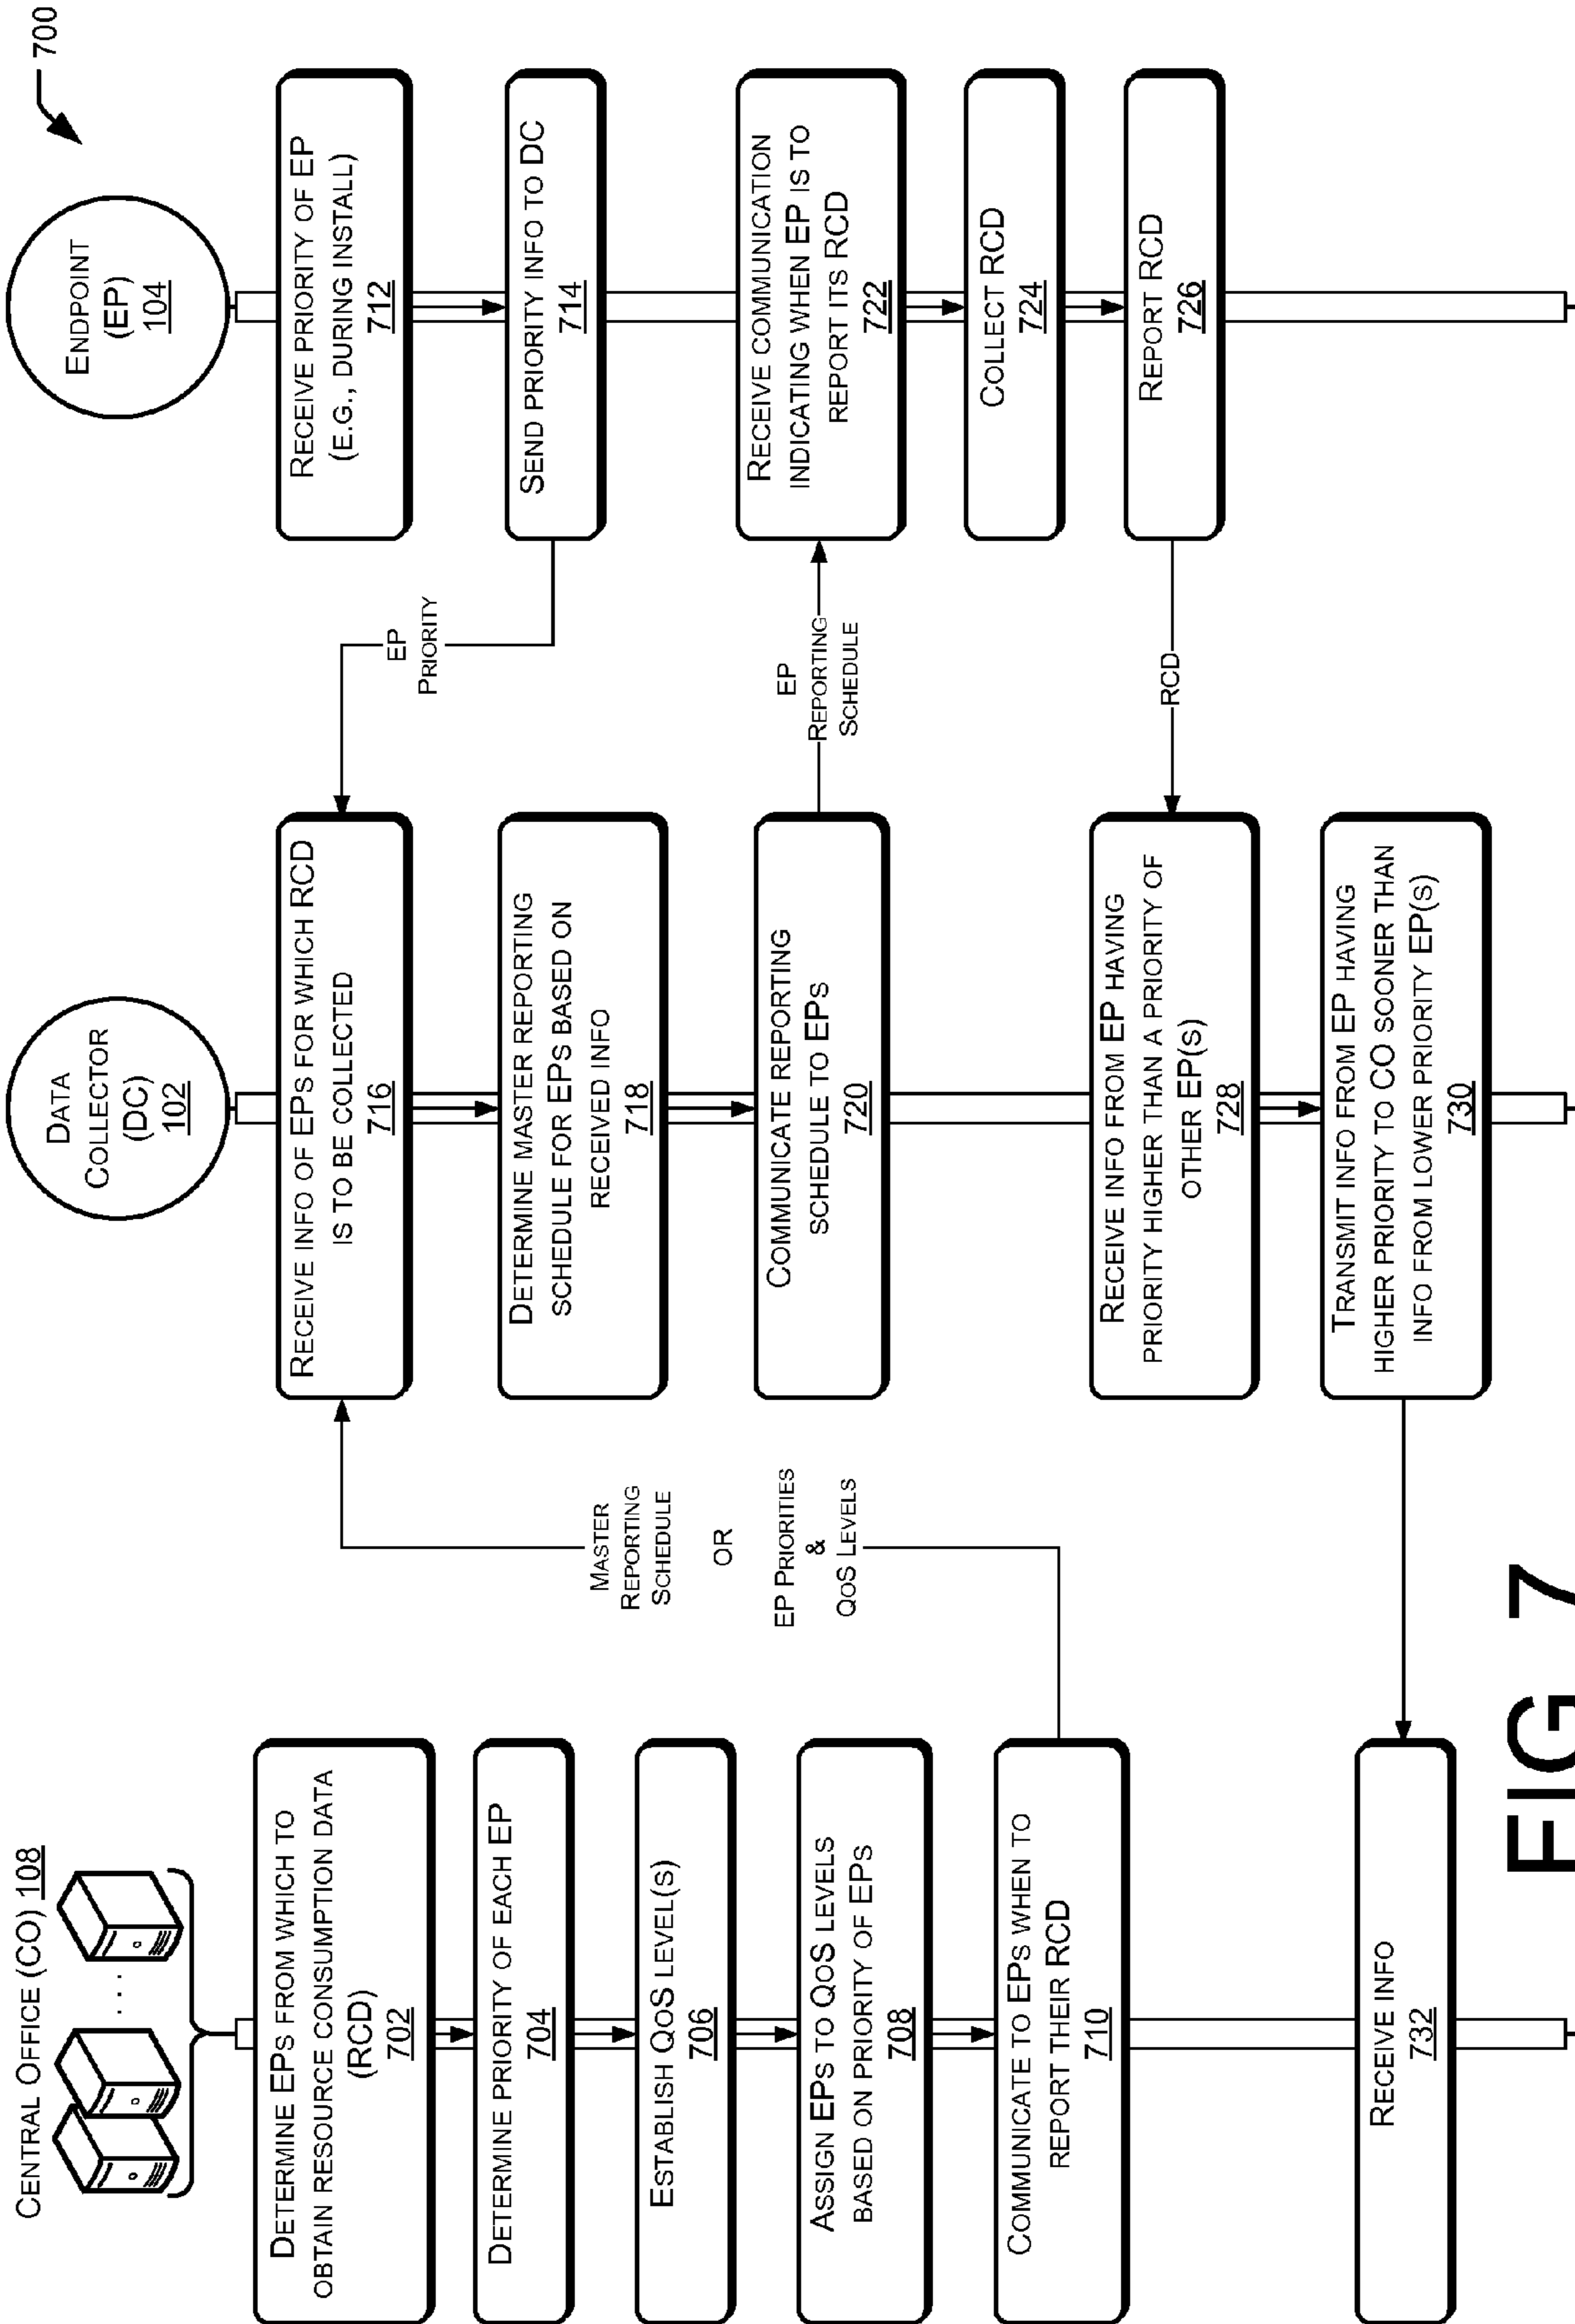 700
CENTRAL OFFICE (CO) 108
. . .
DETERMINE EPS FROM WHICH TO
OBTAIN RESOURCE CONSUMPTION DATA
(RCD)
702
DETERMINE PRIORITY OF EACH EP
704
ESTABLISH QOS LEVEL(S)
706
ASSIGN EPS TO QOS LEVELS
BASED ON PRIORITY OF EPS
708
COMMUNICATE TO EPS WHEN TO
REPORT THEIR RCD
710
RECEIVE INFO
732
MASTER
REPORTING
SCHEDULE
OR
EP PRIORITIES
&
QOS LEVELS
DATA
COLLECTOR
(DC)
102
RECEIVE INFO OF EPS FOR WHICH RCD
IS TO BE COLLECTED
716
DETERMINE MASTER REPORTING
SCHEDULE FOR EPS BASED ON
RECEIVED INFO
718
COMMUNICATE REPORTING
SCHEDULE TO EPS
720
RECEIVE INFO FROM EP HAVING
PRIORITY HIGHER THAN A PRIORITY OF
OTHER EP(S)
728
TRANSMIT INFO FROM EP HAVING
HIGHER PRIORITY TO CO SOONER THAN
INFO FROM LOWER PRIORITY EP(S)
730
EP
PRIORITY
EP
REPORTING
SCHEDULE
RCD
ENDPOINT
(EP)
104
RECEIVE PRIORITY OF EP
(E.G., DURING INSTALL)
712
SEND PRIORITY INFO TO DC
714
RECEIVE COMMUNICATION
INDICATING WHEN EP IS TO
REPORT ITS RCD
722
COLLECT RCD
724
REPORT RCD
726
FIG 7